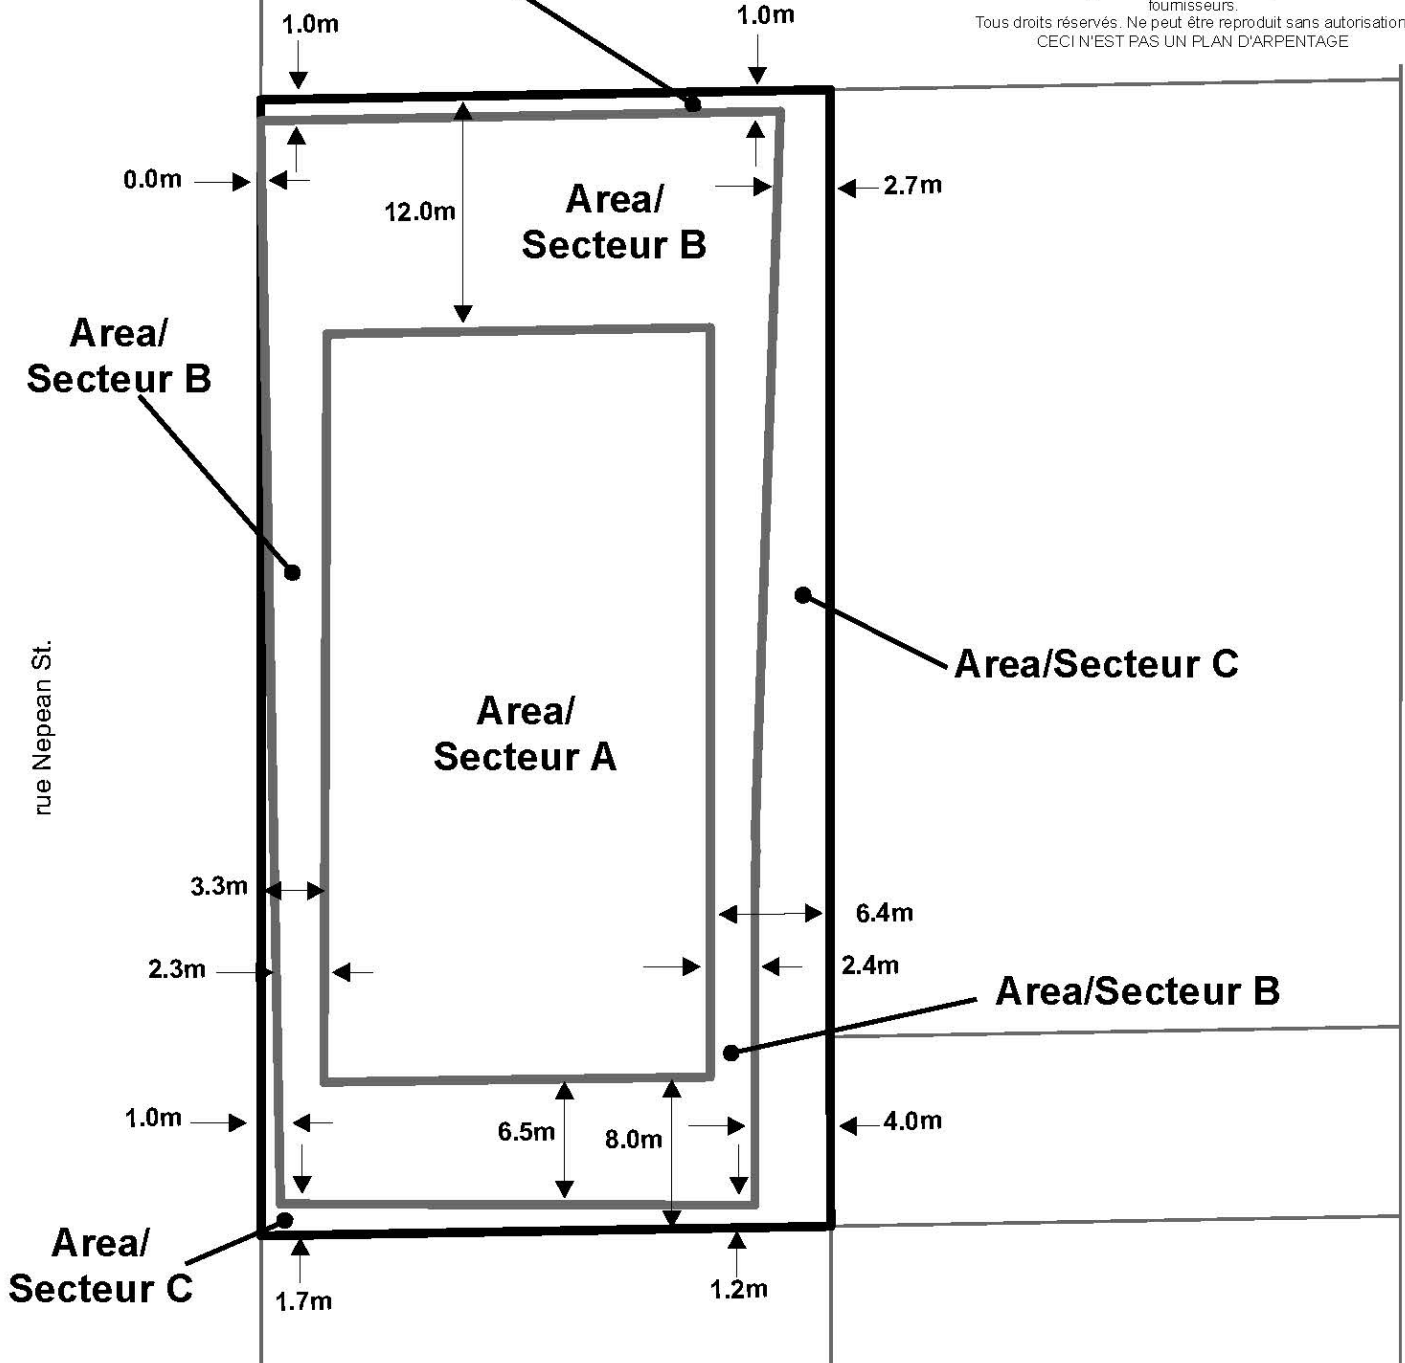 fournisseurs.
Tous droits réservés. Ne peut être reproduit sans autorisation
CECI N'EST PAS UN PLAN D'ARPENTAGE
1.0m
1.0m
0.0m
2.7m
12.0m
Area/
Secteur B
Area/
Secteur B
rue Nepean St.
Area/Secteur C
Area/
Secteur A
3.3m
6.4m
2.3m
2.4m
Area/Secteur B
1.0m
6.5m
8.0m
4.0m
Area/
Secteur C
1.7m
1.2m